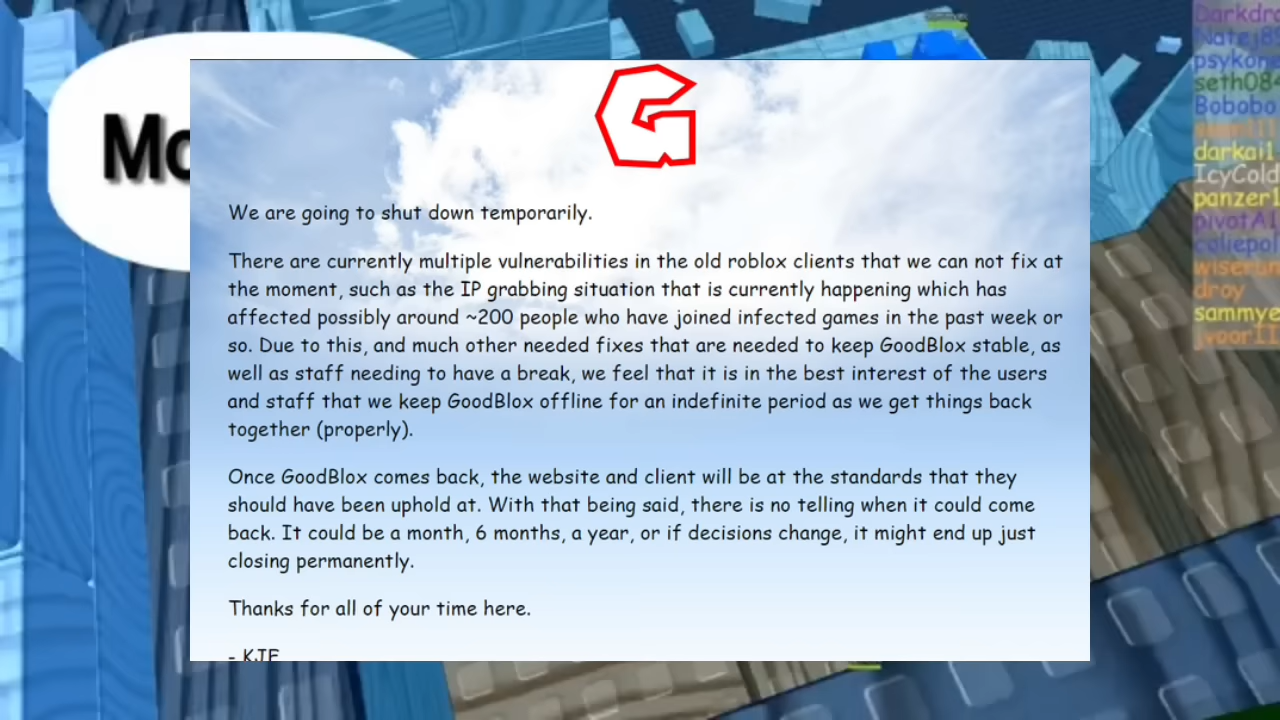 G
We are going to shut down temporarily.
There are currently multiple vulnerabilities in the old roblox clients that we can not fix at
the moment, such as the IP grabbing situation that is currently happening which has
affected possibly around ~200 people who have joined infected games in the past week or
so. Due to this, and much other needed fixes that are needed to keep GoodBlox stable, as
well as staff needing to have a break, we feel that it is in the best interest of the users
and staff that we keep GoodBlox offline for an indefinite period as we get things back
together (properly).
Once GoodBlox comes back, the website and client will be at the standards that they
should have been uphold at. With that being said, there is no telling when it could come
back. It could be a month, 6 months, a year, or if decisions change, it might end up just
closing permanently.
Thanks for all of your time here.
- KJF
Mo
Darkdra
Natej85
psykone
seth084
Bobobo
darkai1
IcyCold
panzer1
pivotA1
droy
sammye